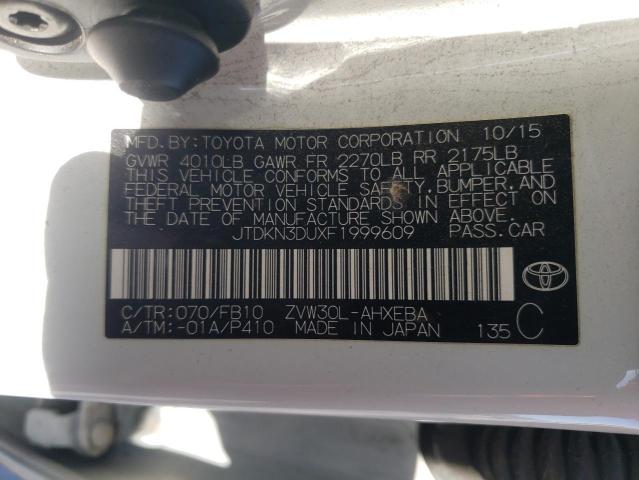 MFD. BY: TOYOTA MOTOR CORPORATION 10/15
GVWR 4010LB GAWR FR 2270LB RR 2175LB
THIS VEHICLE CONFORMS TO ALL APPLICABLE
FEDERAL MOTOR VEHICLE SAFETY, BUMPER, AND
THEFT PREVENTION STANDARDS IN EFFECT ON
THE DATE OF MANUFACTURE SHOWN ABOVE.
JTDKN3DUXF1999609 PASS.CAR
C/TR:070/FB10 ZVW30L-AHXEBA
A/TM:-01A/P410 MADE IN JAPAN 135 C